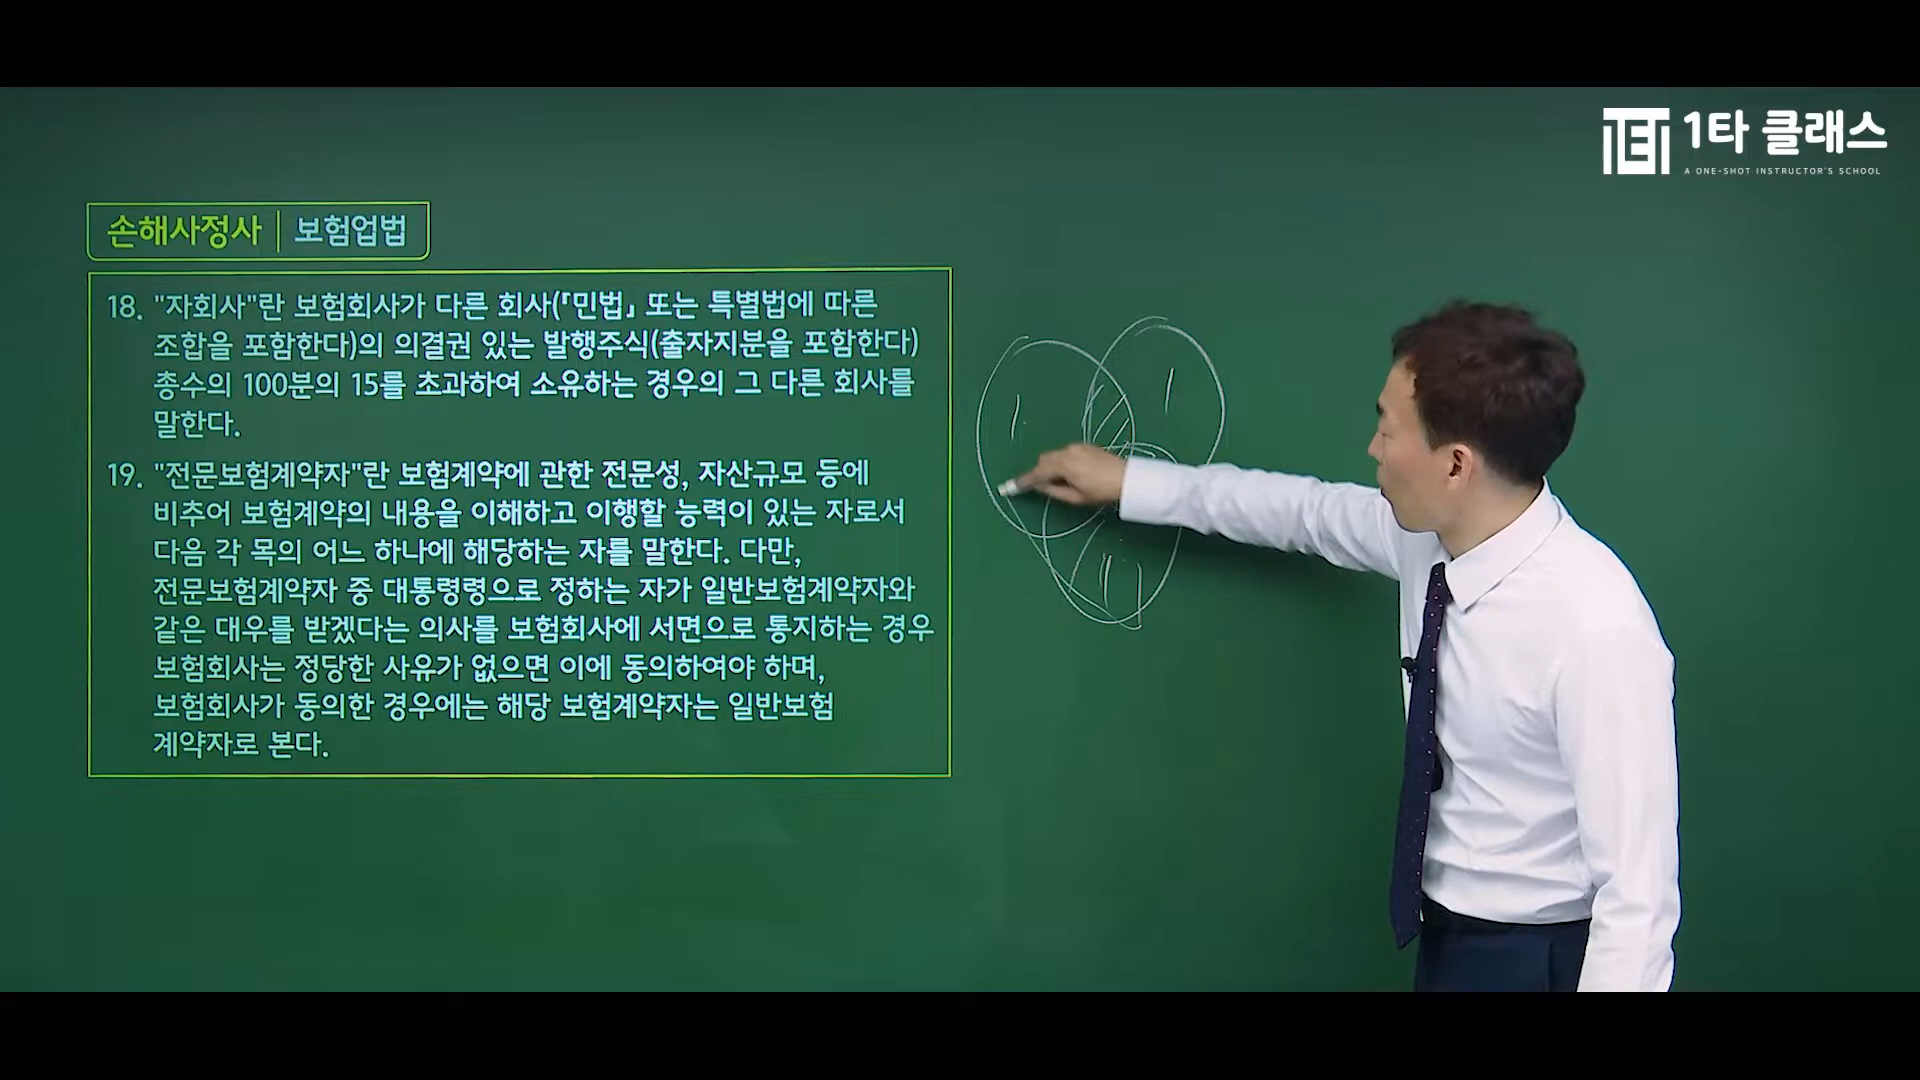 1타 클래스
A ONE-SHOT INSTRUCTOR'S SCHOOL
손해사정사 | 보험업법
18. "자회사"란 보험회사가 다른 회사(「민법」 또는 특별법에 따른
조합을 포함한다)의 의결권 있는 발행주식(출자지분을 포함한다)
총수의 100분의 15를 초과하여 소유하는 경우의 그 다른 회사를
말한다.
19. "전문보험계약자"란 보험계약에 관한 전문성, 자산규모 등에
비추어 보험계약의 내용을 이해하고 이행할 능력이 있는 자로서
다음 각 목의 어느 하나에 해당하는 자를 말한다. 다만,
전문보험계약자 중 대통령령으로 정하는 자가 일반보험계약자와
같은 대우를 받겠다는 의사를 보험회사에 서면으로 통지하는 경우
보험회사는 정당한 사유가 없으면 이에 동의하여야 하며,
보험회사가 동의한 경우에는 해당 보험계약자는 일반보험
계약자로 본다.